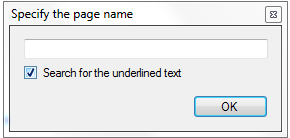 Specify the page name
Search for the underlined text
OK